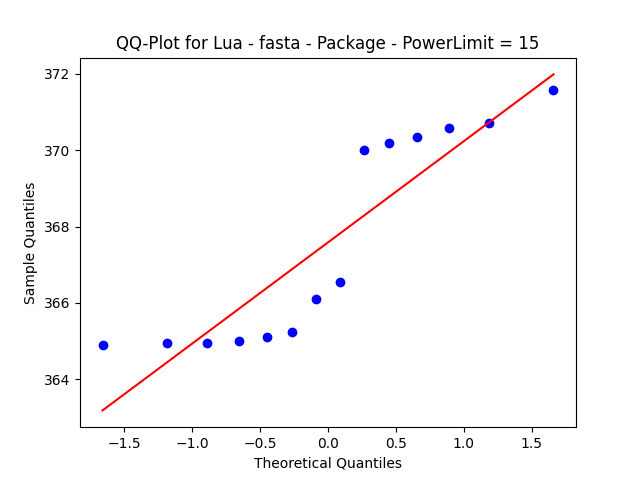 QQ-Plot for Lua - fasta - Package - PowerLimit = 15
372
370
368
366
364
Sample Quantiles
−1.5 −1.0 −0.5 0.0 0.5 1.0 1.5
Theoretical Quantiles